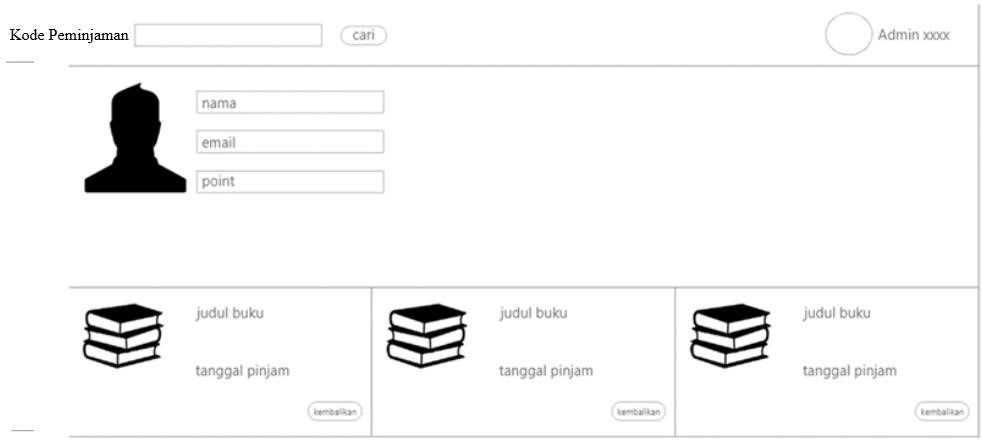 Kode Peminjaman
cari
Admin xxxx
nama
email
point
judul buku
tanggal pinjam
kembalikan
judul buku
tanggal pinjam
kembalikan
judul buku
tanggal pinjam
kembalikan